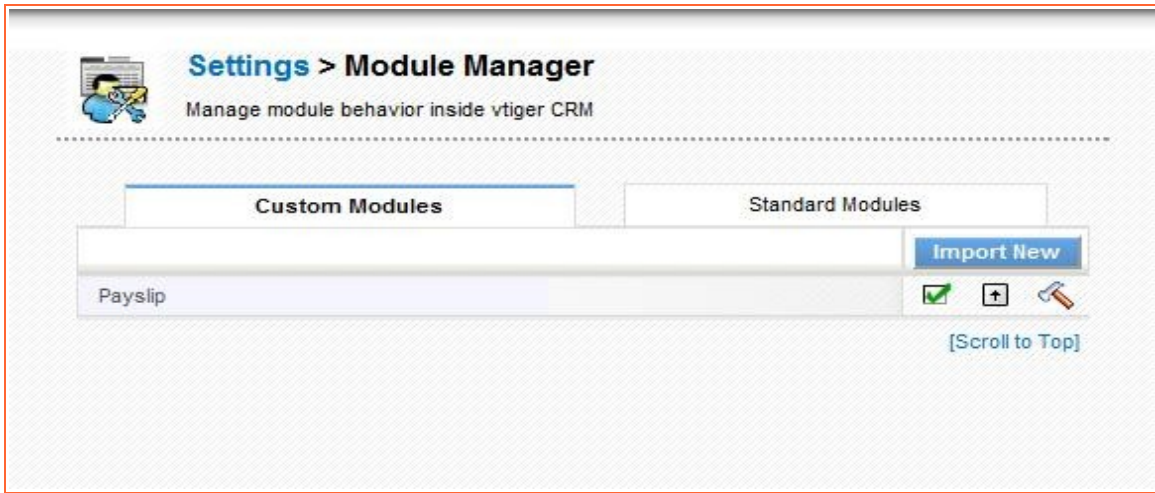 Settings > Module Manager
Manage module behavior inside vtiger CRM
Custom Modules
Standard Modules
Import New
Payslip
[Scroll to Top]